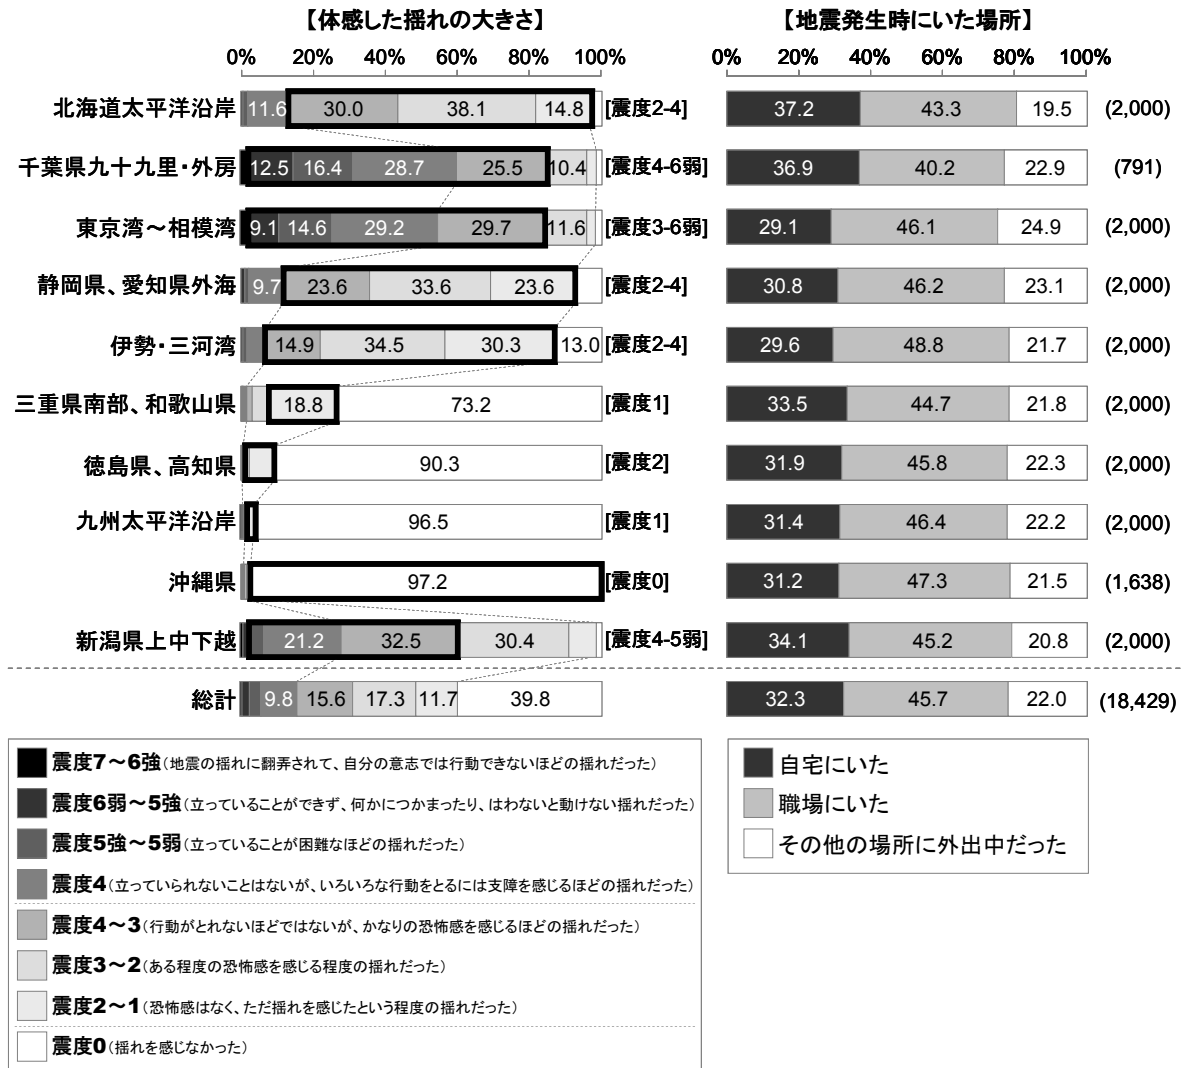 【体感した揺れの大きさ】 【地震発生時にいた場所】
0% 20% 40% 60% 80% 100% 0% 20% 40% 60% 80% 100%
北海道太平洋沿岸 11.6 30.0 38.1 14.8 [震度2-4] 37.2 43.3 19.5 (2,000)
千葉県九十九里・外房 12.5 16.4 28.7 25.5 10.4 [震度4-6弱] 36.9 40.2 22.9 (791)
東京湾～相模湾 9.1 14.6 29.2 29.7 11.6 [震度3-6弱] 29.1 46.1 24.9 (2,000)
静岡県、愛知県外海 9.7 23.6 33.6 23.6 [震度2-4] 30.8 46.2 23.1 (2,000)
伊勢・三河湾 14.9 34.5 30.3 13.0 [震度2-4] 29.6 48.8 21.7 (2,000)
三重県南部、和歌山県 18.8 73.2 [震度1] 33.5 44.7 21.8 (2,000)
徳島県、高知県 90.3 [震度2] 31.9 45.8 22.3 (2,000)
九州太平洋沿岸 96.5 [震度1] 31.4 46.4 22.2 (2,000)
沖縄県 97.2 [震度0] 31.2 47.3 21.5 (1,638)
新潟県上中下越 21.2 32.5 30.4 [震度4-5弱] 34.1 45.2 20.8 (2,000)
総計 9.8 15.6 17.3 11.7 39.8 32.3 45.7 22.0 (18,429)
震度7～6強（地震の揺れに翻弄されて、自分の意志では行動できないほどの揺れだった）
震度6弱～5強（立っていることができず、何かにつかまったり、はわないと動けない揺れだった）
震度5強～5弱（立っていることが困難なほどの揺れだった）
震度4（立っていられないことはないが、いろいろな行動をとるには支障を感じるほどの揺れだった）
震度4～3（行動がとれないほどではないが、かなりの恐怖感を感じるほどの揺れだった）
震度3～2（ある程度の恐怖感を感じる程度の揺れだった）
震度2～1（恐怖感はなく、ただ揺れを感じたという程度の揺れだった）
震度0（揺れを感じなかった）
自宅にいた
職場にいた
その他の場所に外出中だった